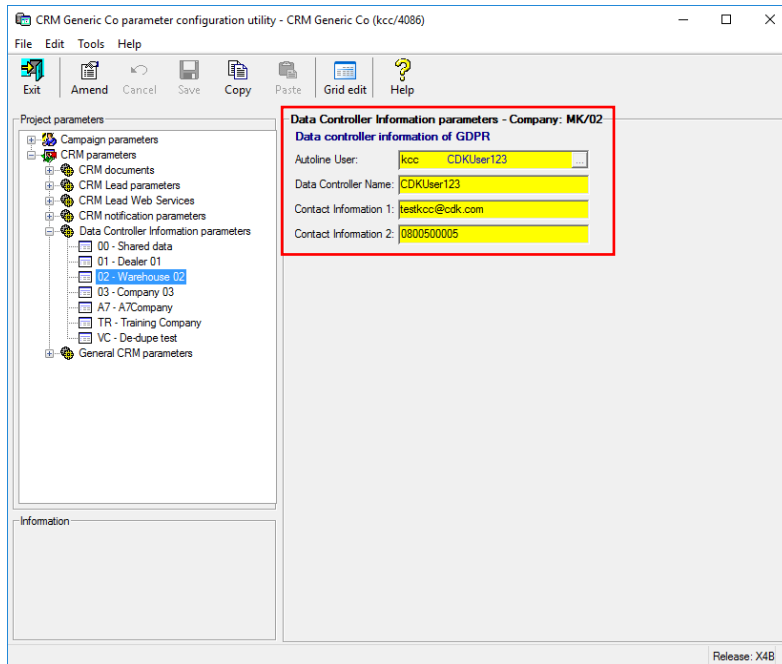 CRM Generic Co parameter configuration utility - CRM Generic Co (kcc/4086)
File Edit Tools Help
Exit Amend Cancel Save Copy Paste Grid edit Help
Project parameters
Campaign parameters
CRM parameters
CRM documents
CRM Lead parameters
CRM Lead Web Services
CRM notification parameters
Data Controller Information parameters
00 - Shared data
01 - Dealer 01
02 - Warehouse 02
03 - Company 03
A7 - A7Company
TR - Training Company
VC - De-dupe test
General CRM parameters
Data Controller Information parameters - Company: MK/02
Data controller information of GDPR
Autoline User: kcc CDKUser123 ...
Data Controller Name: CDKUser123
Contact Information 1: testkcc@cdk.com
Contact Information 2: 0800500005
Information
Release: X4B